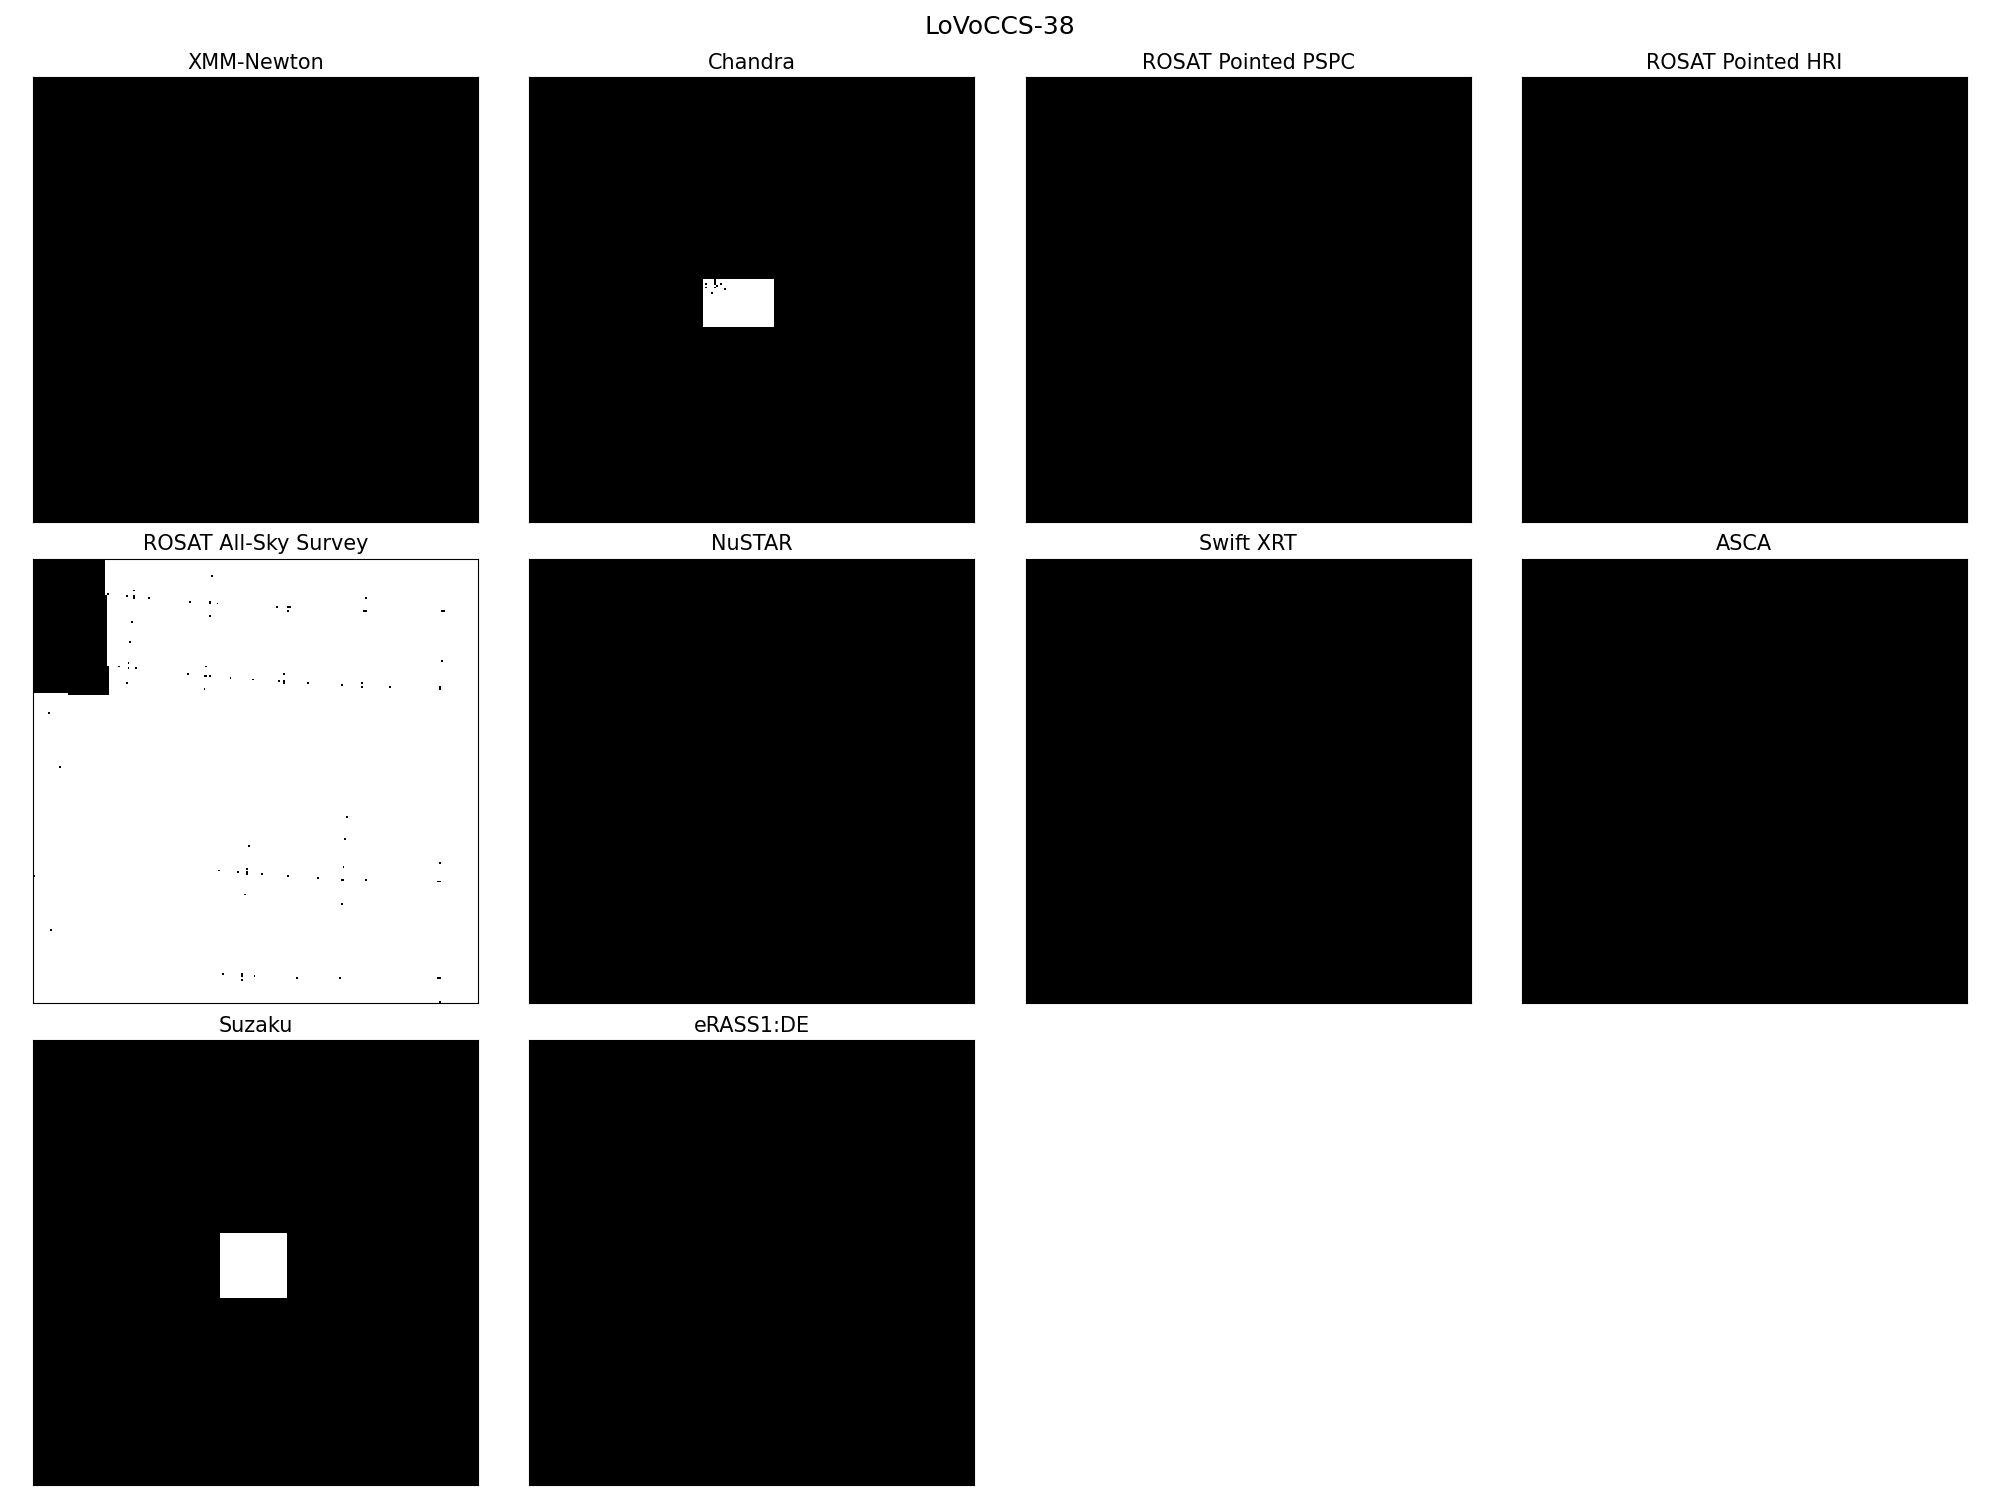 LoVoCCS-38
XMM-Newton
Chandra
ROSAT Pointed PSPC
ROSAT Pointed HRI
ROSAT All-Sky Survey
NuSTAR
Swift XRT
ASCA
Suzaku
eRASS1:DE